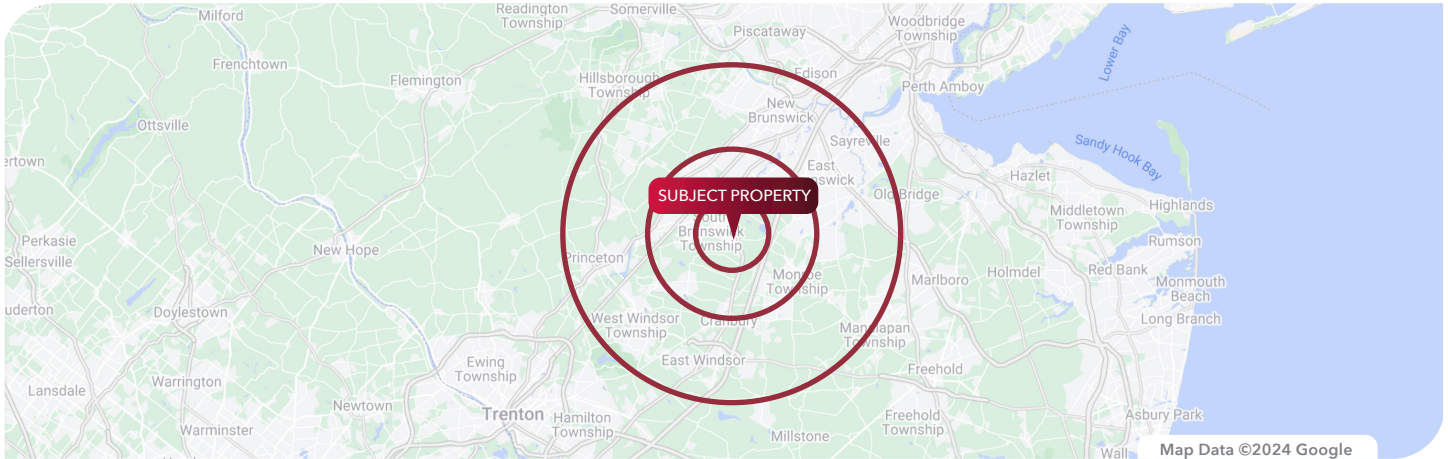 Milford
Readington
Township
Somerville
Piscataway
Woodbridge
Township
Frenchtown
Flemington
Hillsborough
Township
Edison
Perth Amboy
Lower Bay
Ottsville
New
Brunswick
Sayreville
Sandy Hook Bay
ertown
East
nswick
Hazlet
SUBJECT PROPERTY
Old Bridge
Highlands
South
Brunswick
Township
Middletown
Township
Perkasie
Sellersville
New Hope
Princeton
Rumson
Monroe
Township
Marlboro
Holmdel
Red Bank
Monmouth
Beach
uderton
Doylestown
West Windsor
Township
Cranbury
Manalapan
Township
Long Branch
Ewing
Township
East Windsor
Freehold
Lansdale
Warrington
Newtown
Trenton
Hamilton
Township
Freehold
Township
Asbury Park
Warminster
Millstone
Wall
Map Data ©2024 Google